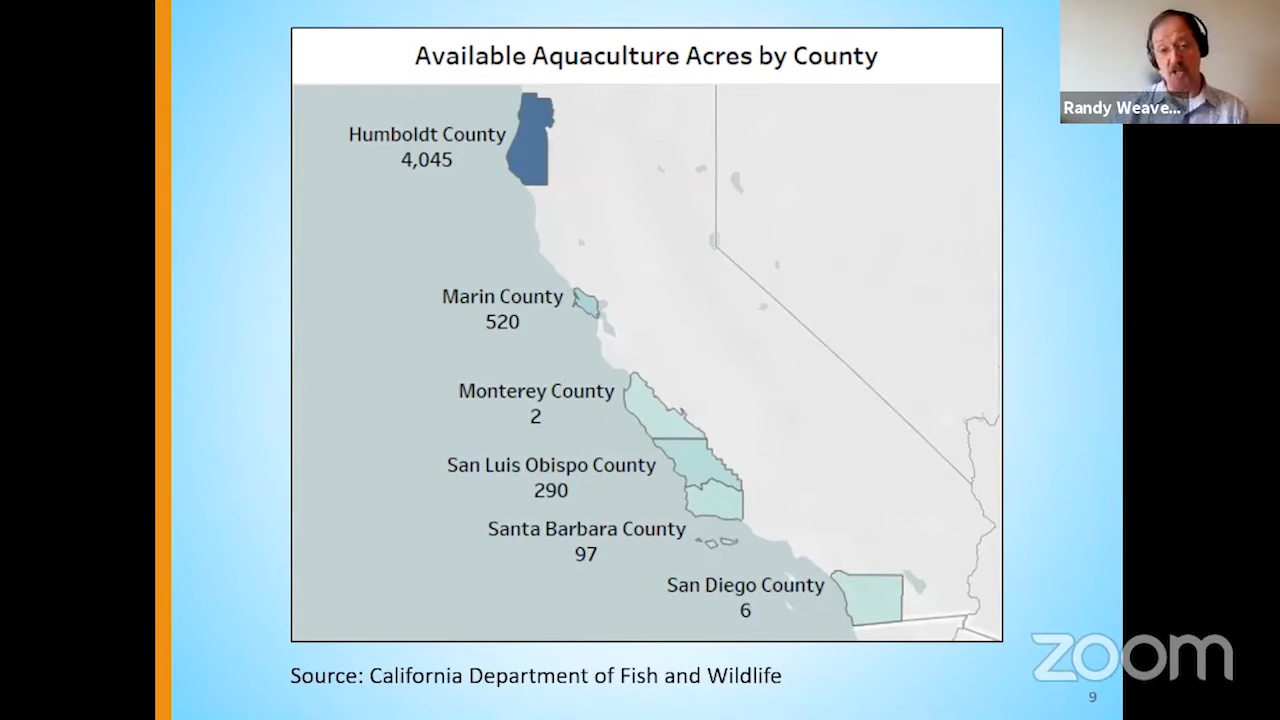 Available Aquaculture Acres by County
Randy Weave...
Humboldt County
4,045
Marin County
520
Monterey County
2
San Luis Obispo County
290
Santa Barbara County
97
San Diego County
6
Source: California Department of Fish and Wildlife
zoom
9